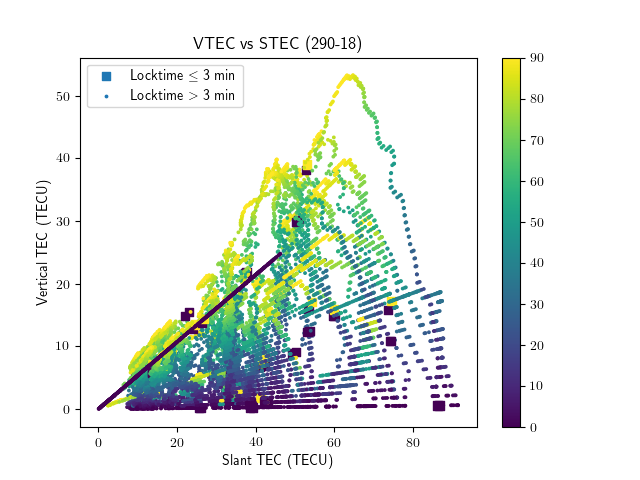 VTEC vs STEC (290-18)
Locktime ≤ 3 min
Locktime > 3 min
Vertical TEC (TECU)
50
40
30
20
10
0
0 20 40 60 80
Slant TEC (TECU)
90
80
70
60
50
40
30
20
10
0